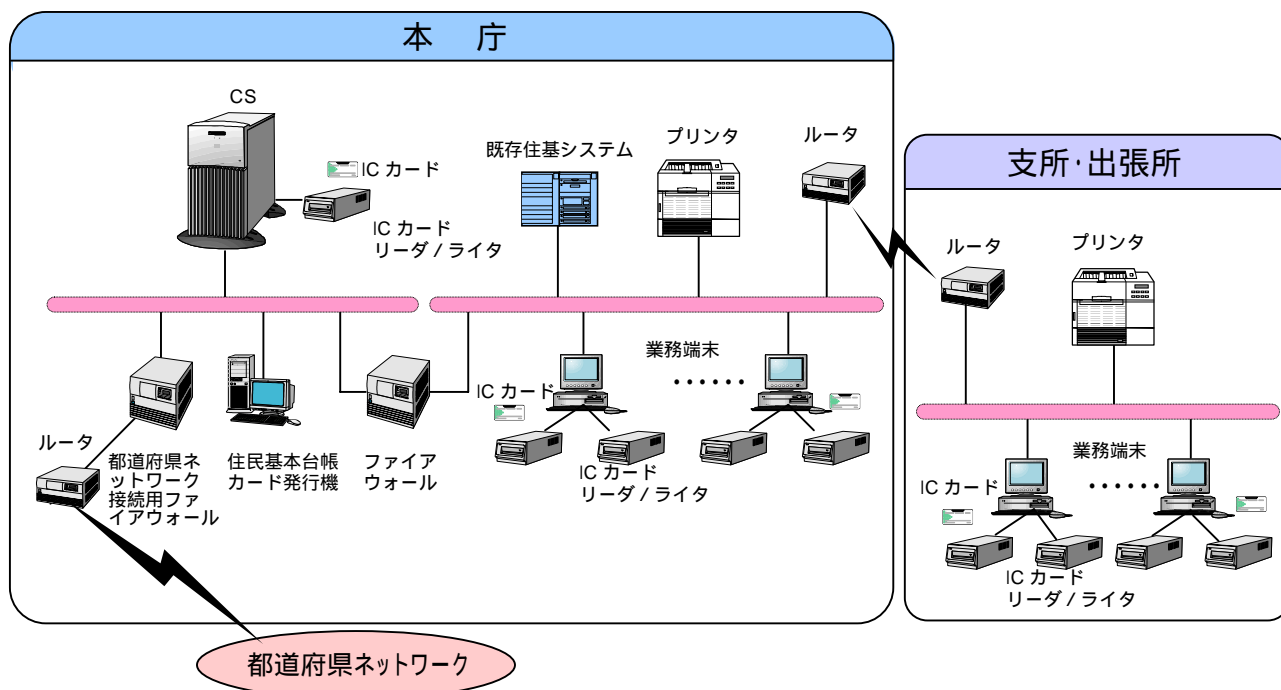 本 庁
CS
IC カード
IC カード
リーダ / ライタ
既存住基システム
プリンタ
ルータ
業務端末
IC カード
IC カード
リーダ / ライタ
ルータ
都道府県ネ
ットワーク
接続用ファ
イアウォール
住民基本台帳
カード発行機
ファイア
ウォール
都道府県ネットワーク
支所・出張所
ルータ
プリンタ
業務端末
IC カード
IC カード
リーダ / ライタ